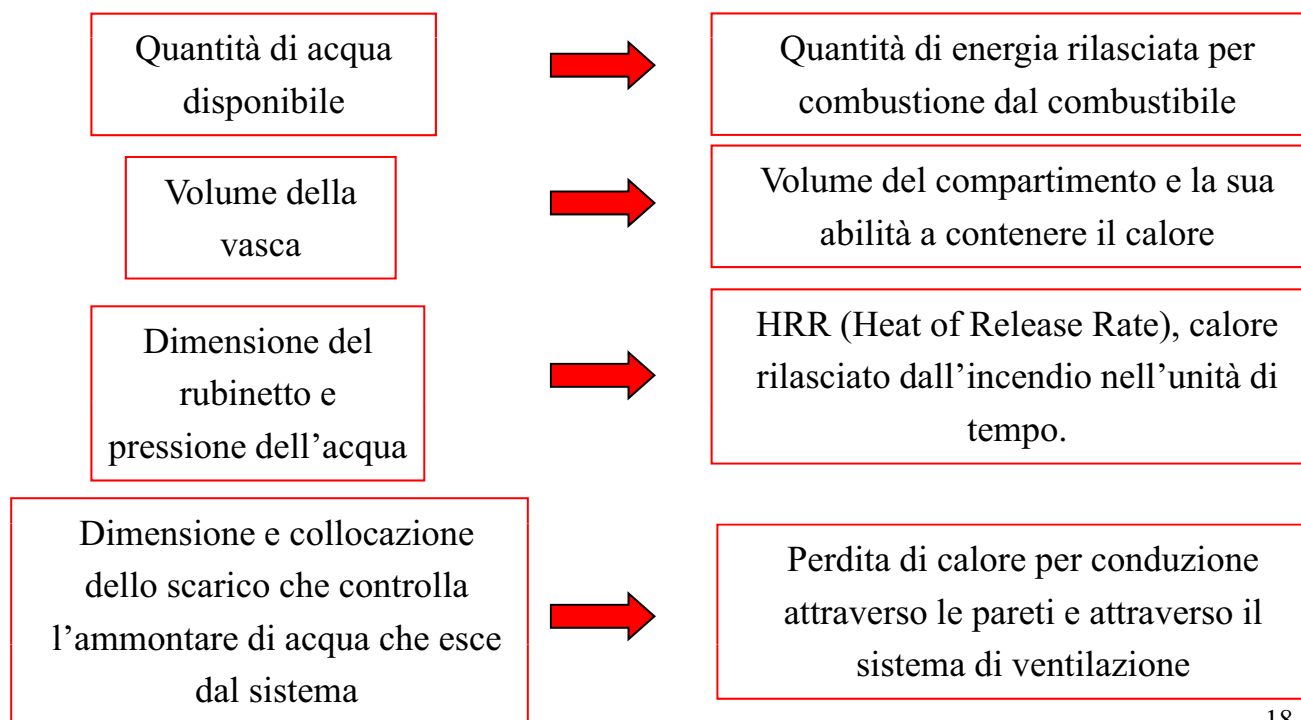 Quantità di acqua
disponibile
Quantità di energia rilasciata per
combustione dal combustibile
Volume della
vasca
Volume del compartimento e la sua
abilità a contenere il calore
Dimensione del
rubinetto e
pressione dell’acqua
HRR (Heat of Release Rate), calore
rilasciato dall’incendio nell’unità di
tempo.
Dimensione e collocazione
dello scarico che controlla
l’ammontare di acqua che esce
dal sistema
Perdita di calore per conduzione
attraverso le pareti e attraverso il
sistema di ventilazione
18